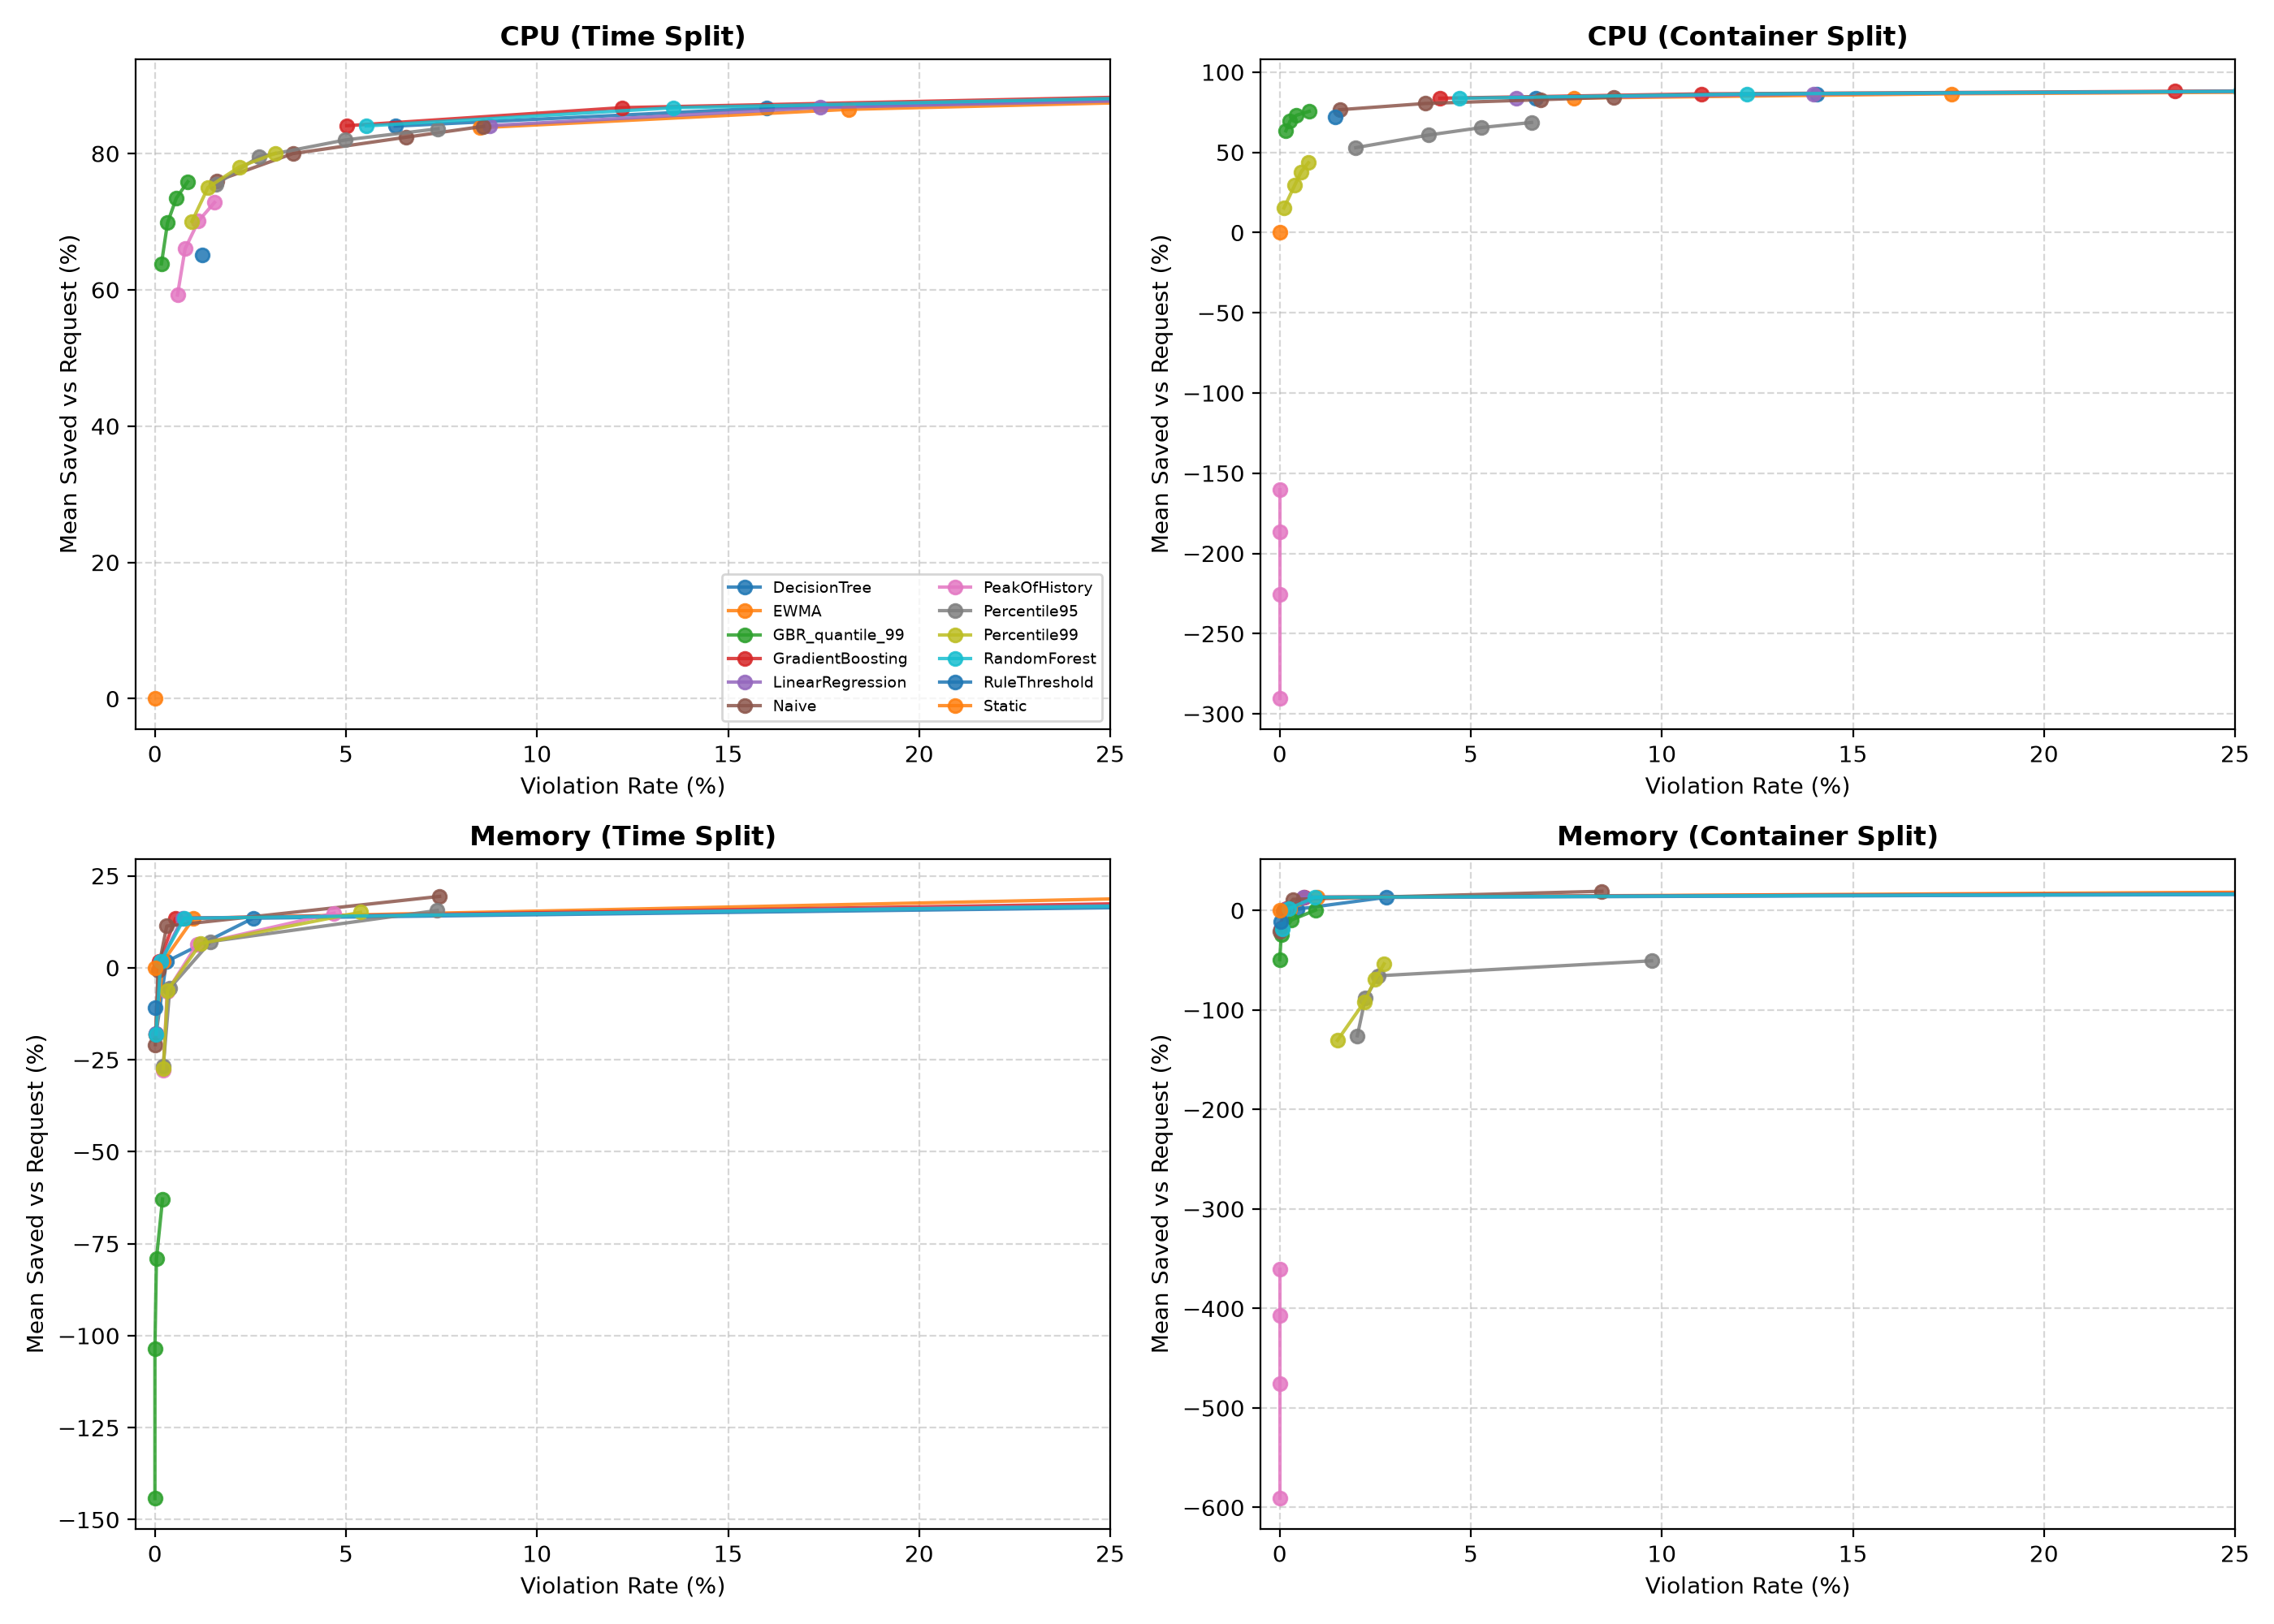 CPU (Time Split)
Mean Saved vs Request (%)
80
60
40
20
0
0 5 10 15 20 25
Violation Rate (%)
DecisionTree
EWMA
GBR_quantile_99
GradientBoosting
LinearRegression
Naive
PeakOfHistory
Percentile95
Percentile99
RandomForest
RuleThreshold
Static
CPU (Container Split)
Mean Saved vs Request (%)
100
50
0
−50
−100
−150
−200
−250
−300
0 5 10 15 20 25
Violation Rate (%)
Memory (Time Split)
Mean Saved vs Request (%)
25
0
−25
−50
−75
−100
−125
−150
0 5 10 15 20 25
Violation Rate (%)
Memory (Container Split)
Mean Saved vs Request (%)
0
−100
−200
−300
−400
−500
−600
0 5 10 15 20 25
Violation Rate (%)